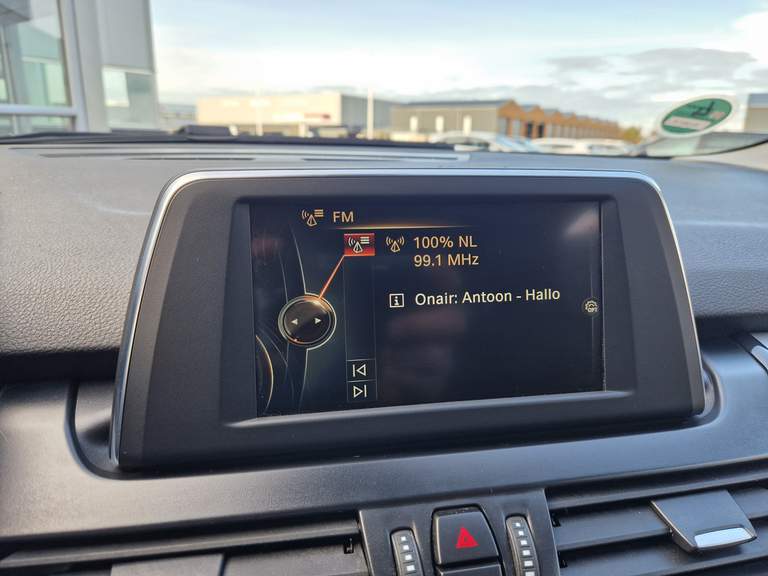 FM
100% NL
99.1 MHz
Onair: Antoon - Hallo
OPT